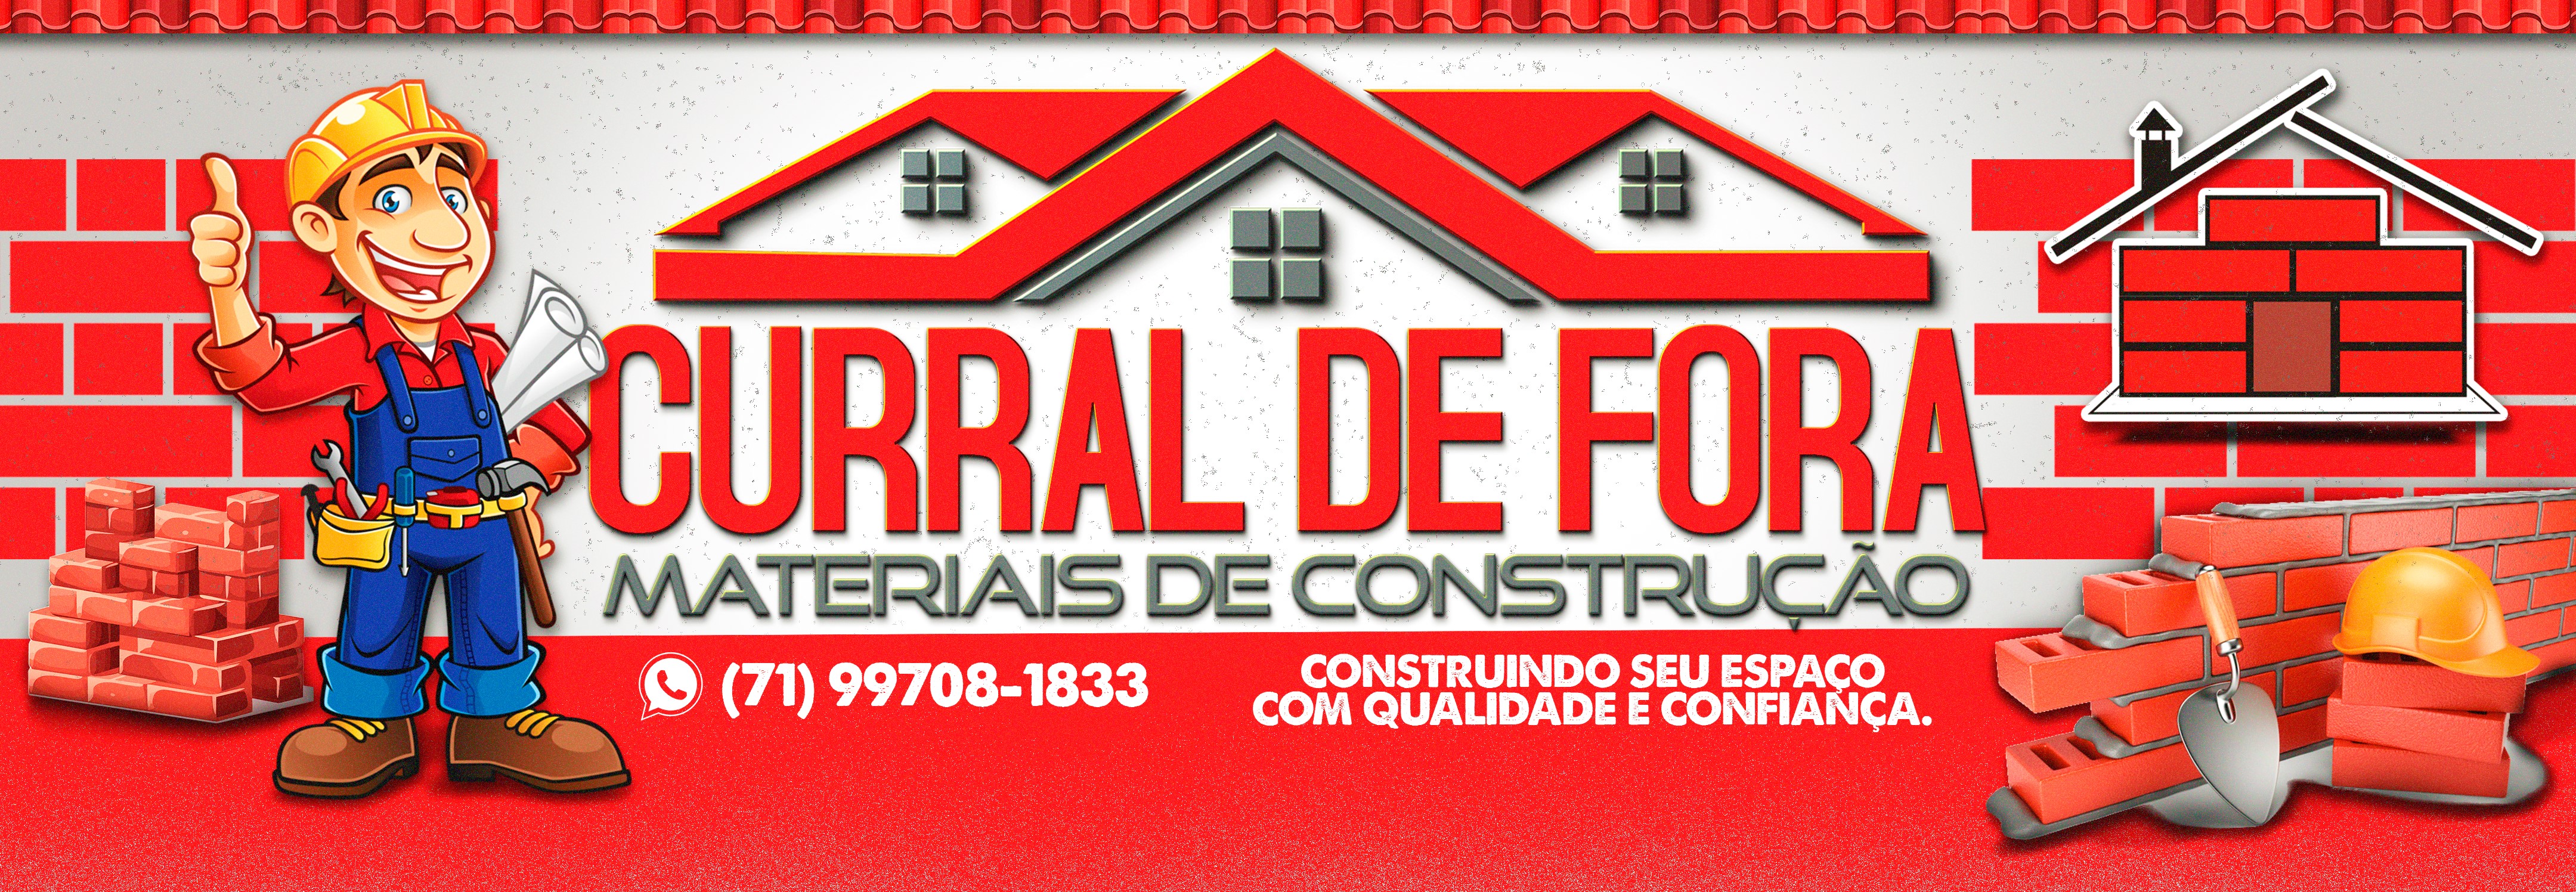 CURRAL DE FORA
MATERIAIS DE CONSTRUÇÃO
(71) 99708-1833
CONSTRUINDO SEU ESPAÇO
COM QUALIDADE E CONFIANÇA.